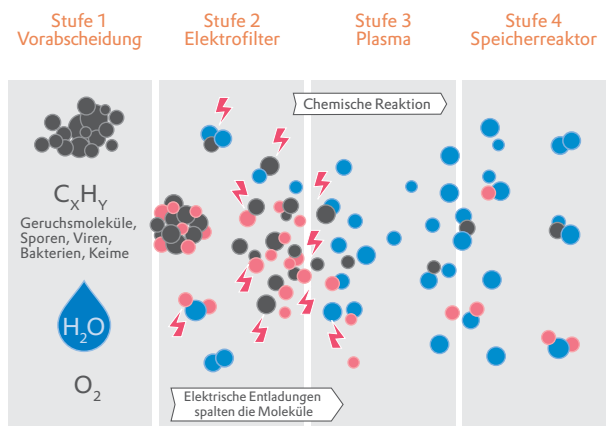 Stufe 1
Vorabscheidung
Stufe 2
Elektrofilter
Stufe 3
Plasma
Stufe 4
Speicherreaktor
Chemische Reaktion
CXHY
Geruchsmoleküle,
Sporen, Viren,
Bakterien, Keime
H2O
O2
Elektrische Entladungen
spalten die Moleküle